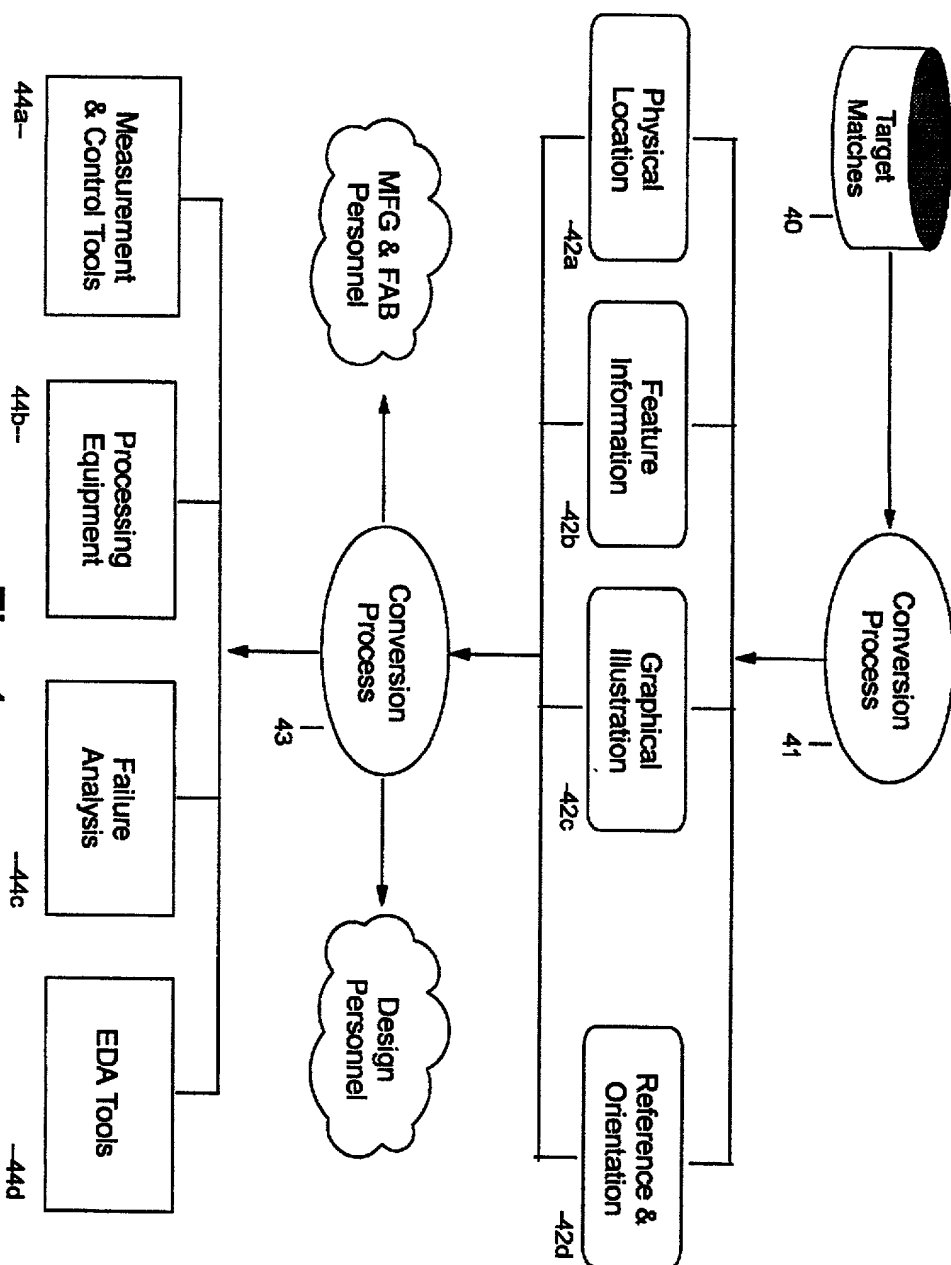 Target
Matches
40
Conversion
Process
41
Physical
Location
-42a
Feature
Information
-42b
Graphical
Illustration
-42c
Reference &
Orientation
-42d
MFG & FAB
Personnel
Conversion
Process
43
Design
Personnel
Measurement
& Control Tools
44a--
Processing
Equipment
44b--
Failure
Analysis
--44c
EDA Tools
--44d